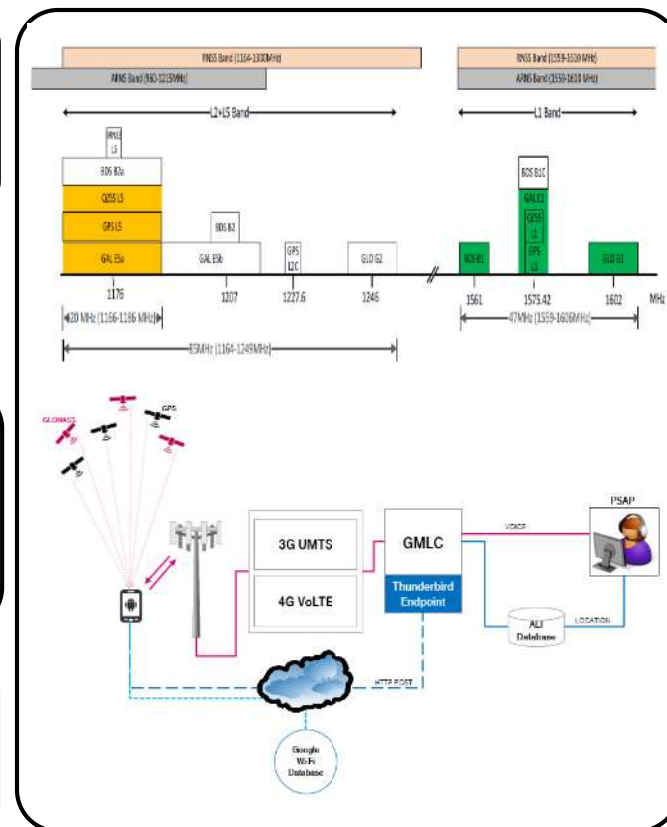 RNSS Band (1164-1300MHz)
RNSS Band (1559-1610 MHz)
ARNS Band (960-1215MHz)
ARNS Band (1559-1610 MHz)
L2+L5 Band
L1 Band
L5
BDS B2a
BDS B1C
QZSS L5
GAL E1
GPS L5
BDS B2
QZSS
GAL E5a
GAL E5b
GPS
L2C
GLO G2
BDS B1
GPS
L1
GLO G1
1176
1207
1227.6
1246
1561
1575.42
1602
MHz
20 MHz (1166-1186 MHz)
47MHz (1559-1606MHz)
85MHz (1164-1249MHz)
GLONASS
GPS
PSAP
VOICE
3G UMTS
GMLC
4G VoLTE
Thunderbird
Endpoint
ALI
Database
LOCATION
HTTP POST
Google
Wi-Fi
Database